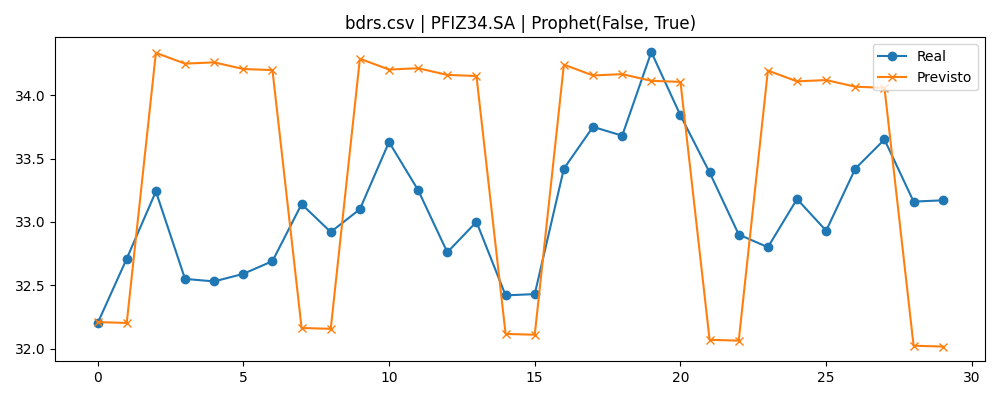 bdrs.csv | PFIZ34.SA | Prophet(False, True)
Real
Previsto
34.0
33.5
33.0
32.5
32.0
0 5 10 15 20 25 30